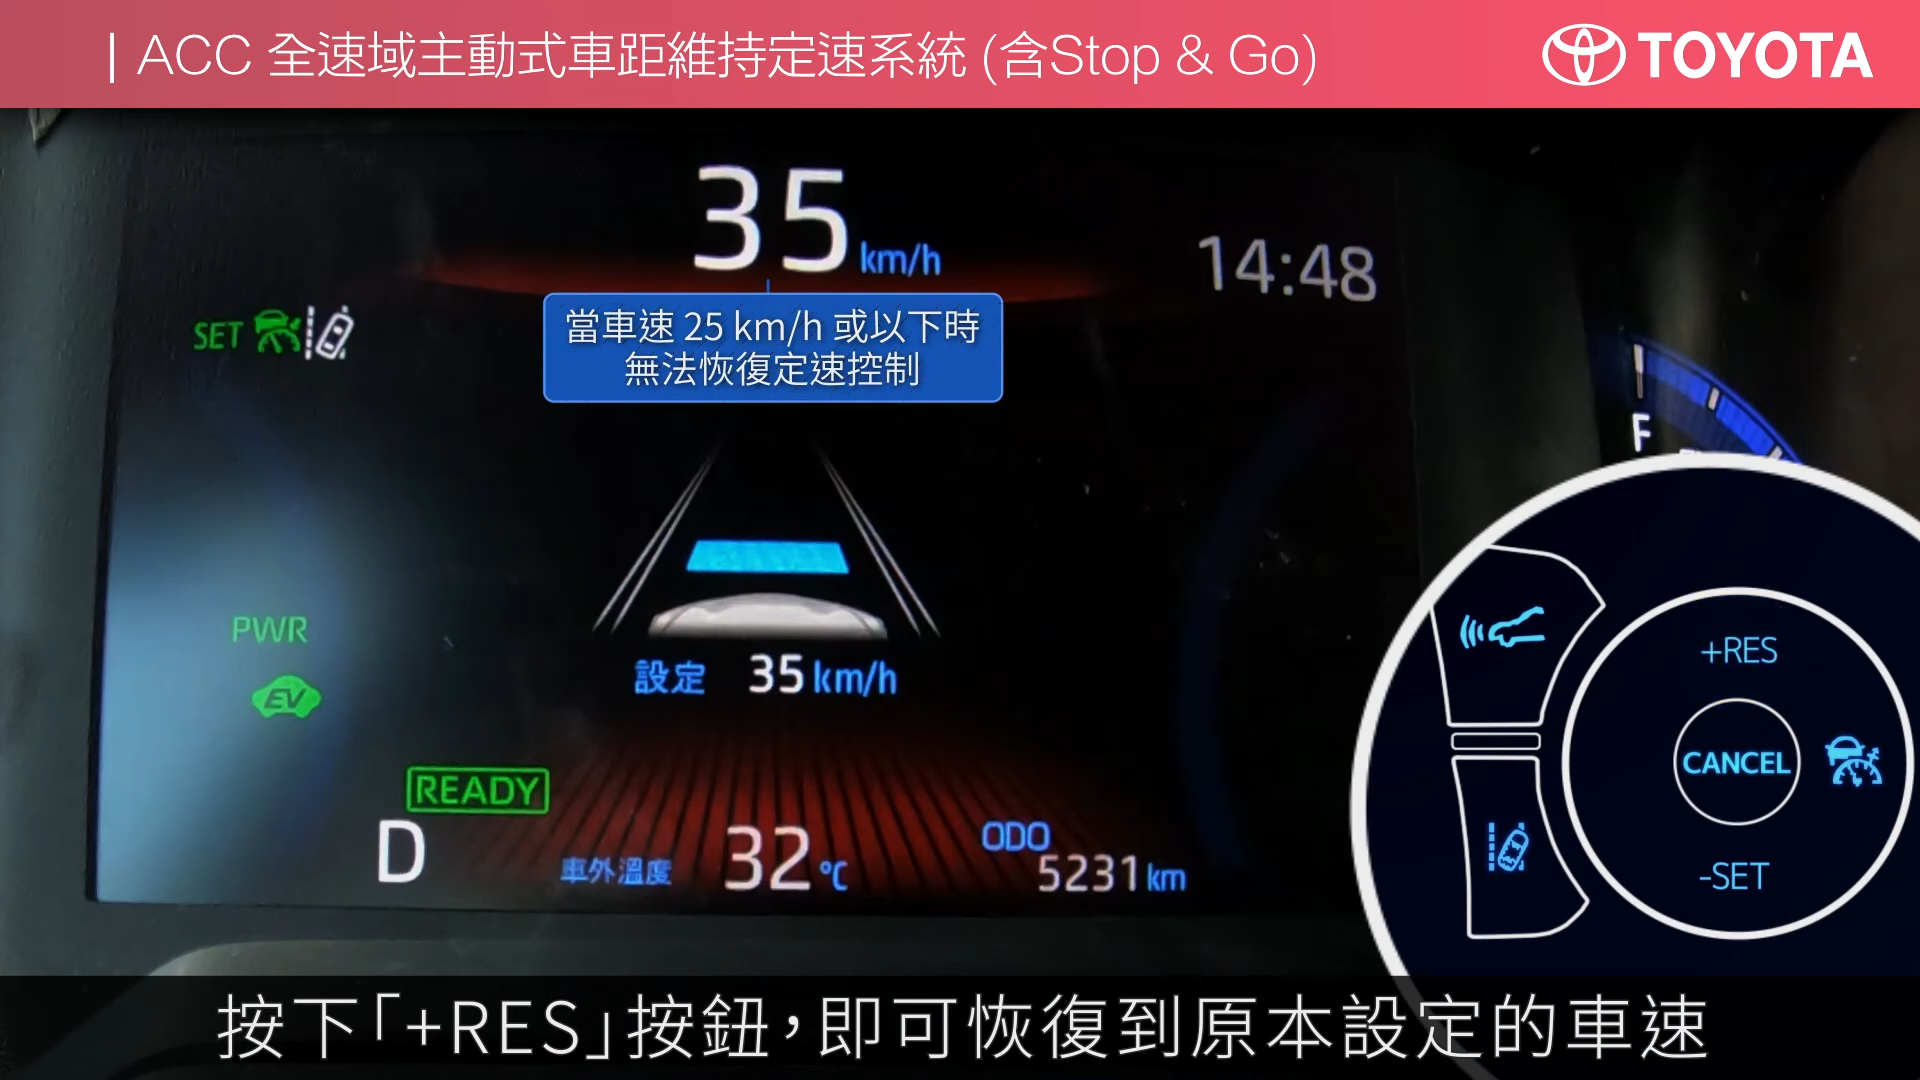 | ACC 全速域主動式車距維持定速系統 (含Stop & Go)
TOYOTA
35 km/h
14:48
當車速 25 km/h 或以下時
無法恢復定速控制
SET
F
PWR
EV
設定 35 km/h
READY
D
車外溫度 32 °C
ODO
5231 km
+RES
CANCEL
-SET
按下「+RES」按鈕，即可恢復到原本設定的車速